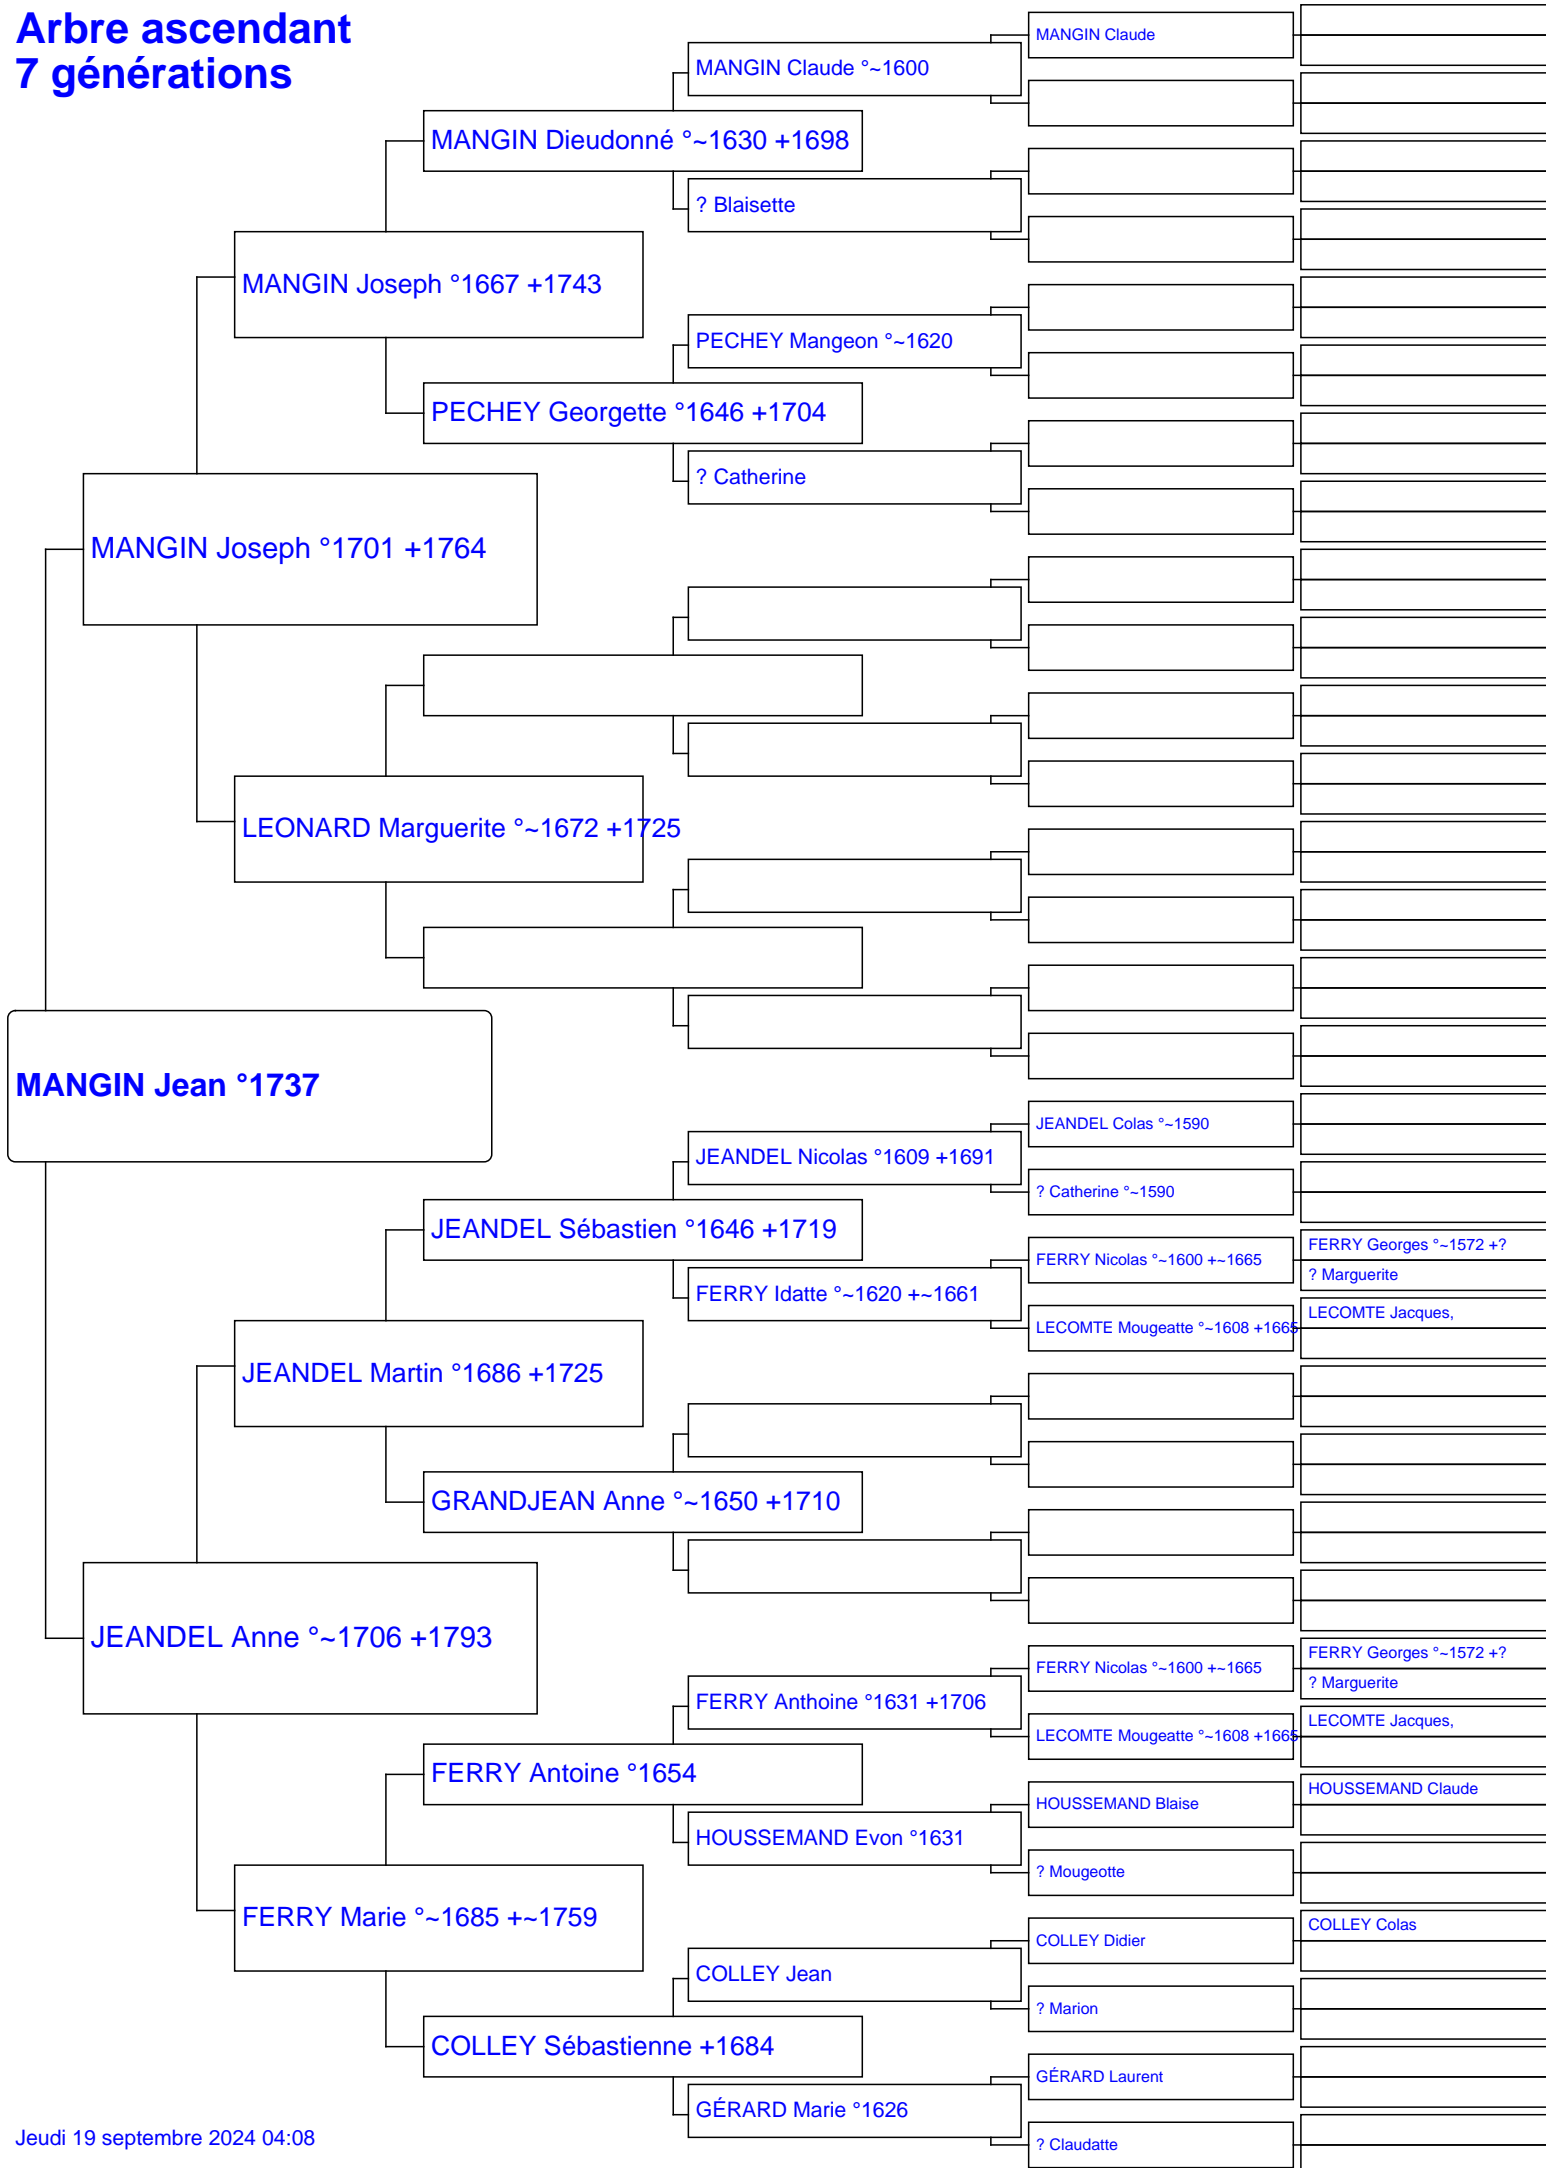 Arbre ascendant
7 générations
MANGIN Claude
MANGIN Claude °~1600
MANGIN Dieudonné °~1630 +1698
? Blaisette
MANGIN Joseph °1667 +1743
PECHEY Mangeon °~1620
PECHEY Georgette °1646 +1704
? Catherine
MANGIN Joseph °1701 +1764
LEONARD Marguerite °~1672 +1725
MANGIN Jean °1737
JEANDEL Colas °~1590
JEANDEL Nicolas °1609 +1691
? Catherine °~1590
JEANDEL Sébastien °1646 +1719
FERRY Georges °~1572 +?
FERRY Nicolas °~1600 +~1665
? Marguerite
FERRY Idatte °~1620 +~1661
LECOMTE Jacques,
LECOMTE Mougeatte °~1608 +1665
JEANDEL Martin °1686 +1725
GRANDJEAN Anne °~1650 +1710
JEANDEL Anne °~1706 +1793
FERRY Georges °~1572 +?
FERRY Nicolas °~1600 +~1665
? Marguerite
FERRY Anthoine °1631 +1706
LECOMTE Jacques,
LECOMTE Mougeatte °~1608 +1665
FERRY Antoine °1654
HOUSSEMAND Claude
HOUSSEMAND Blaise
HOUSSEMAND Evon °1631
? Mougeotte
FERRY Marie °~1685 +~1759
COLLEY Colas
COLLEY Didier
COLLEY Jean
? Marion
COLLEY Sébastienne +1684
GÉRARD Laurent
GÉRARD Marie °1626
? Claudatte
Jeudi 19 septembre 2024 04:08